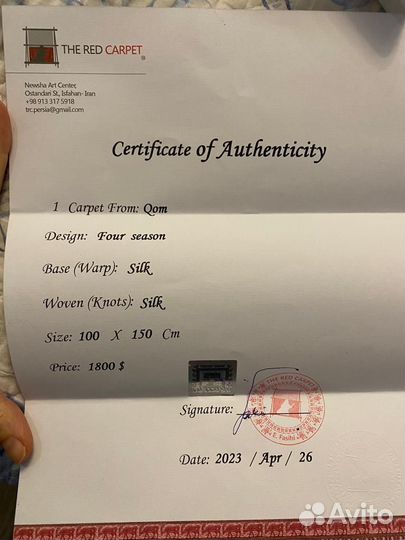 THE RED CARPET
Newsha Art Center,
Ostandari St., Isfahan- Iran
+98 913 317 5918
trc.persia@gmail.com
Certificate of Authenticity
1 Carpet From: Qom
Design: Four season
Base (Warp): Silk
Woven (Knots): Silk
Size: 100 X 150 Cm
Price: 1800 $
Signature:
THE RED CARPET
E. Fasihi
Date: 2023 / Apr / 26
Avito